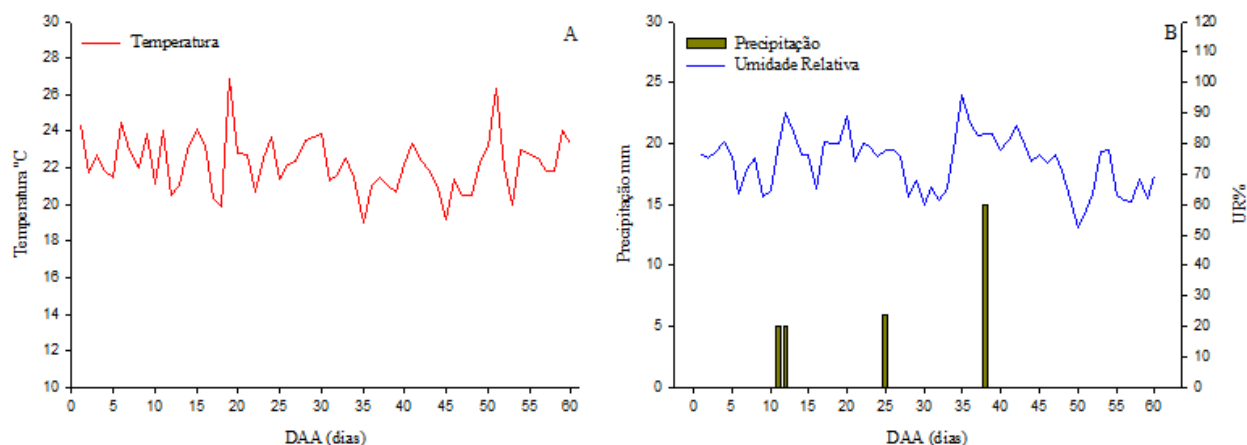 Temperatura
A
Temperatura ºC
30
28
26
24
22
20
18
16
14
12
10
0 5 10 15 20 25 30 35 40 45 50 55 60
DAA (dias)
Precipitação
Umidade Relativa
B
Precipitação mm
30
25
20
15
10
5
0
UR%
120
110
100
90
80
70
60
50
40
30
20
10
0
0 5 10 15 20 25 30 35 40 45 50 55 60
DAA (dias)